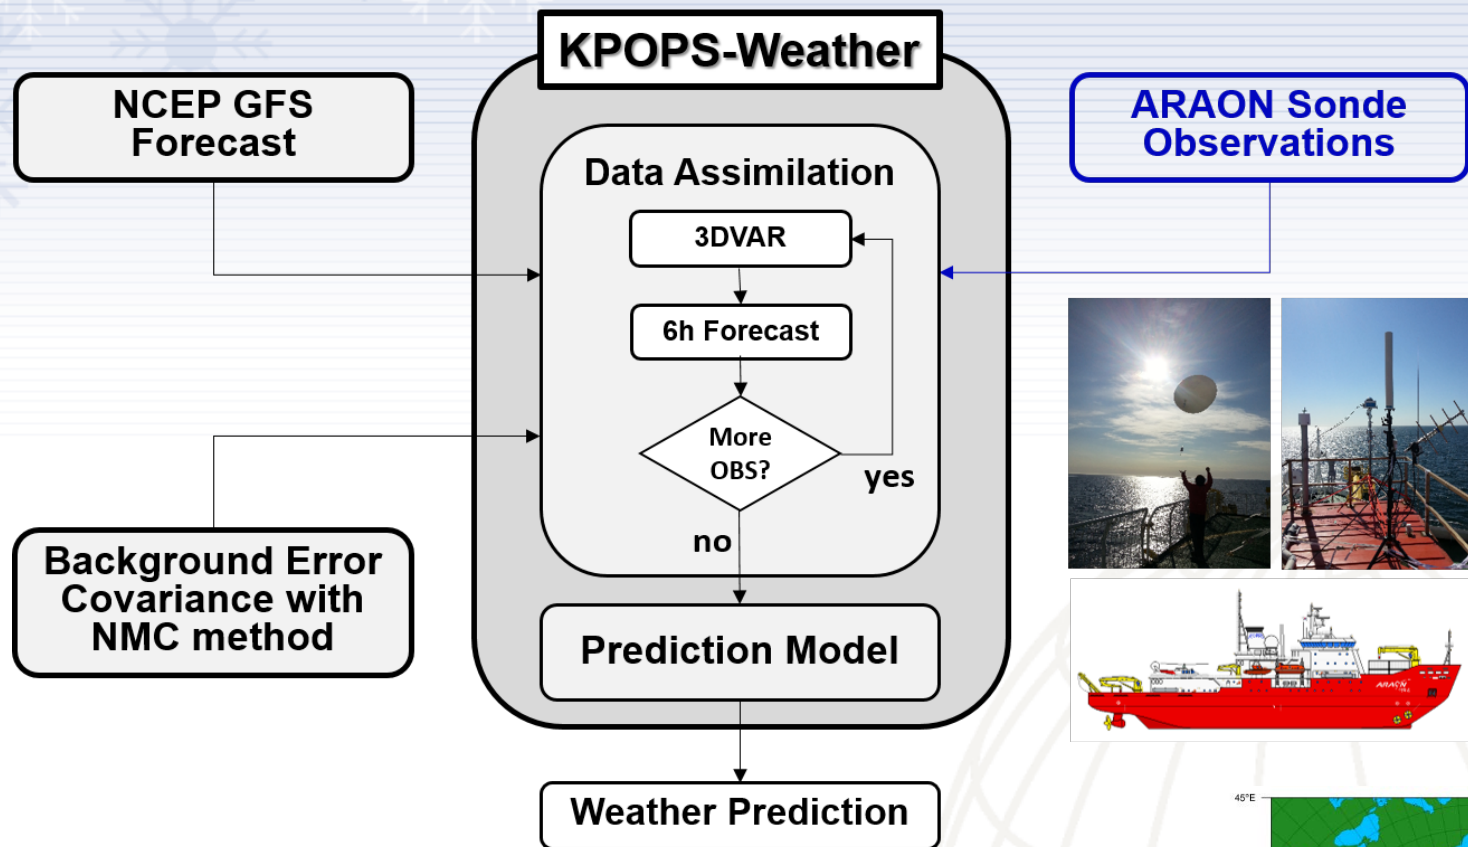 KPOPS-Weather
NCEP GFS
Forecast
ARAON Sonde
Observations
Data Assimilation
3DVAR
6h Forecast
More
OBS?
yes
no
Background Error
Covariance with
NMC method
Prediction Model
ARAON
Weather Prediction
45°E